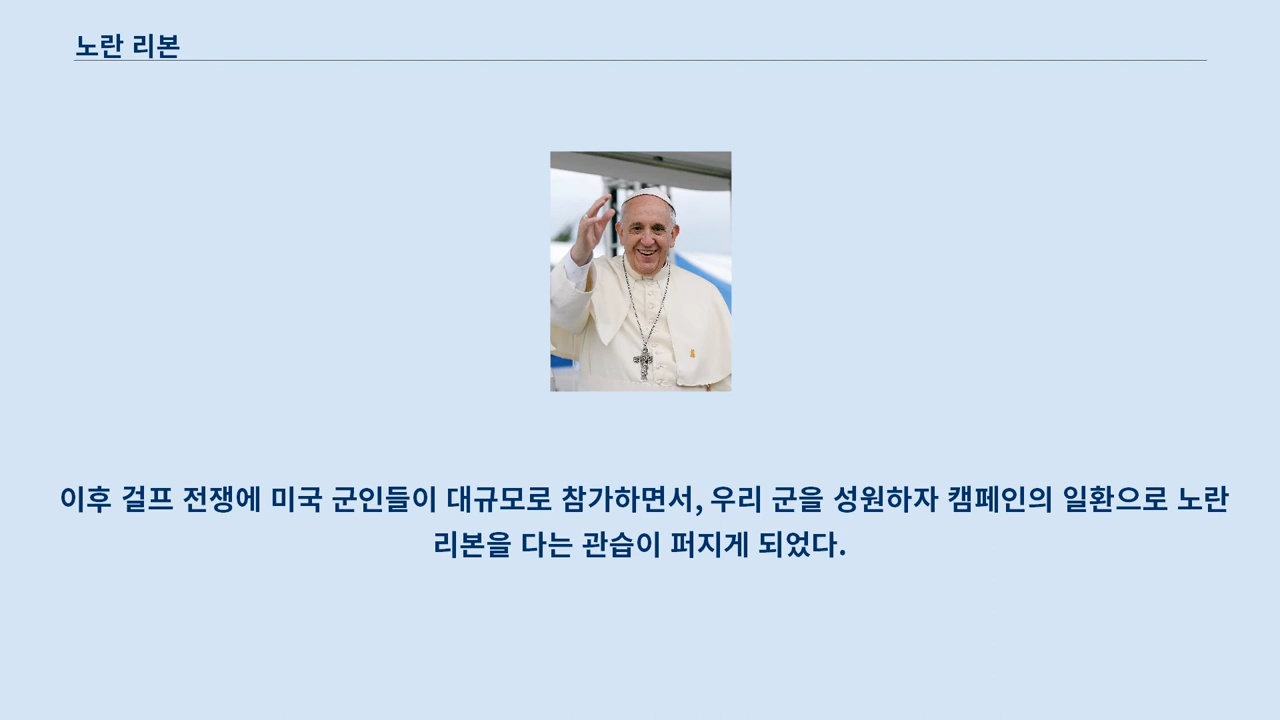 노란 리본
이후 걸프 전쟁에 미국 군인들이 대규모로 참가하면서, 우리 군을 성원하자 캠페인의 일환으로 노란
리본을 다는 관습이 퍼지게 되었다.